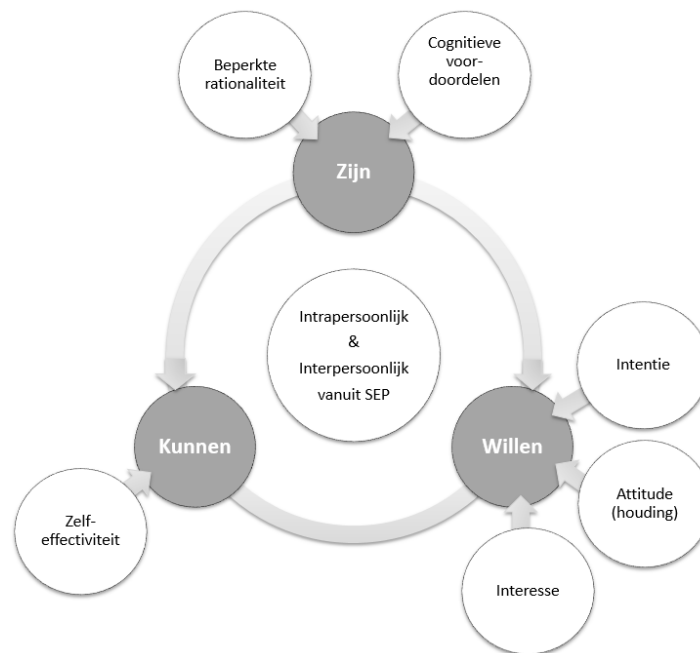 Beperkte
rationaliteit
Cognitieve
voor-
doordelen
Zijn
Intrapersoonlijk
&
Interpersoonlijk
vanuit SEP
Intentie
Kunnen
Willen
Zelf-
effectiviteit
Attitude
(houding)
Interesse